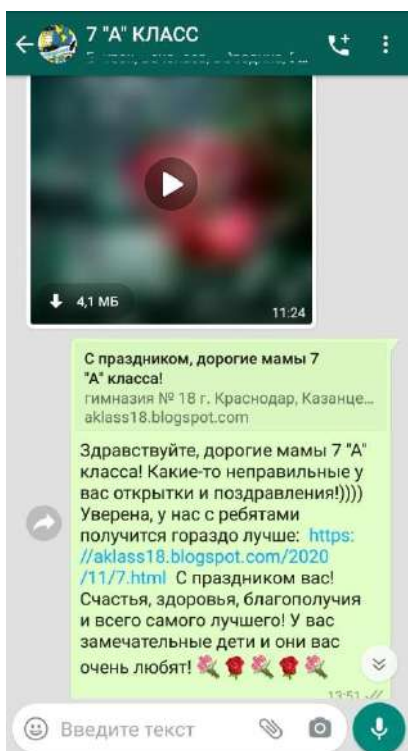 7 "А" КЛАСС
4,1 МБ
11:24
С праздником, дорогие мамы 7
"А" класса!
гимназия № 18 г. Краснодар, Казанце...
aklass18.blogspot.com
Здравствуйте, дорогие мамы 7 "А"
класса! Какие-то неправильные у
вас открытки и поздравления!))))
Уверена, у нас с ребятами
получится гораздо лучше: https:
//aklass18.blogspot.com/2020
/11/7.html С праздником вас!
Счастья, здоровья, благополучия
и всего самого лучшего! У вас
замечательные дети и они вас
очень любят! 💐🌹💐🌹💐
13:51
Введите текст